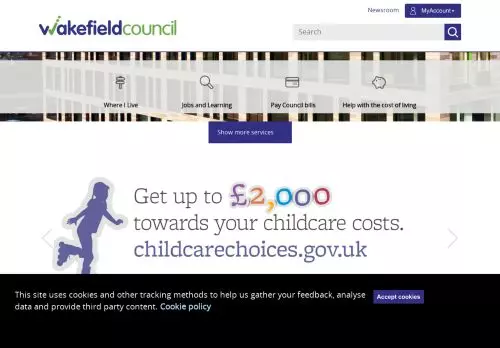 Newsroom
MyAccount
wakefieldcouncil
Search
Where I Live
Jobs and Learning
Pay Council bills
Help with the cost of living
Show more services
Get up to £2,000
towards your childcare costs.
childcarechoices.gov.uk
This site uses cookies and other tracking methods to help us gather your feedback, analyse
data and provide third party content. Cookie policy
Accept cookies